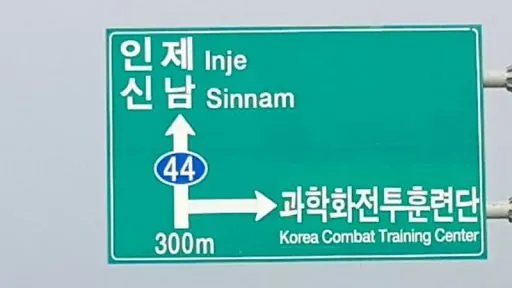 인제 Inje
신남 Sinnam
44
과학화전투훈련단
Korea Combat Training Center
300m